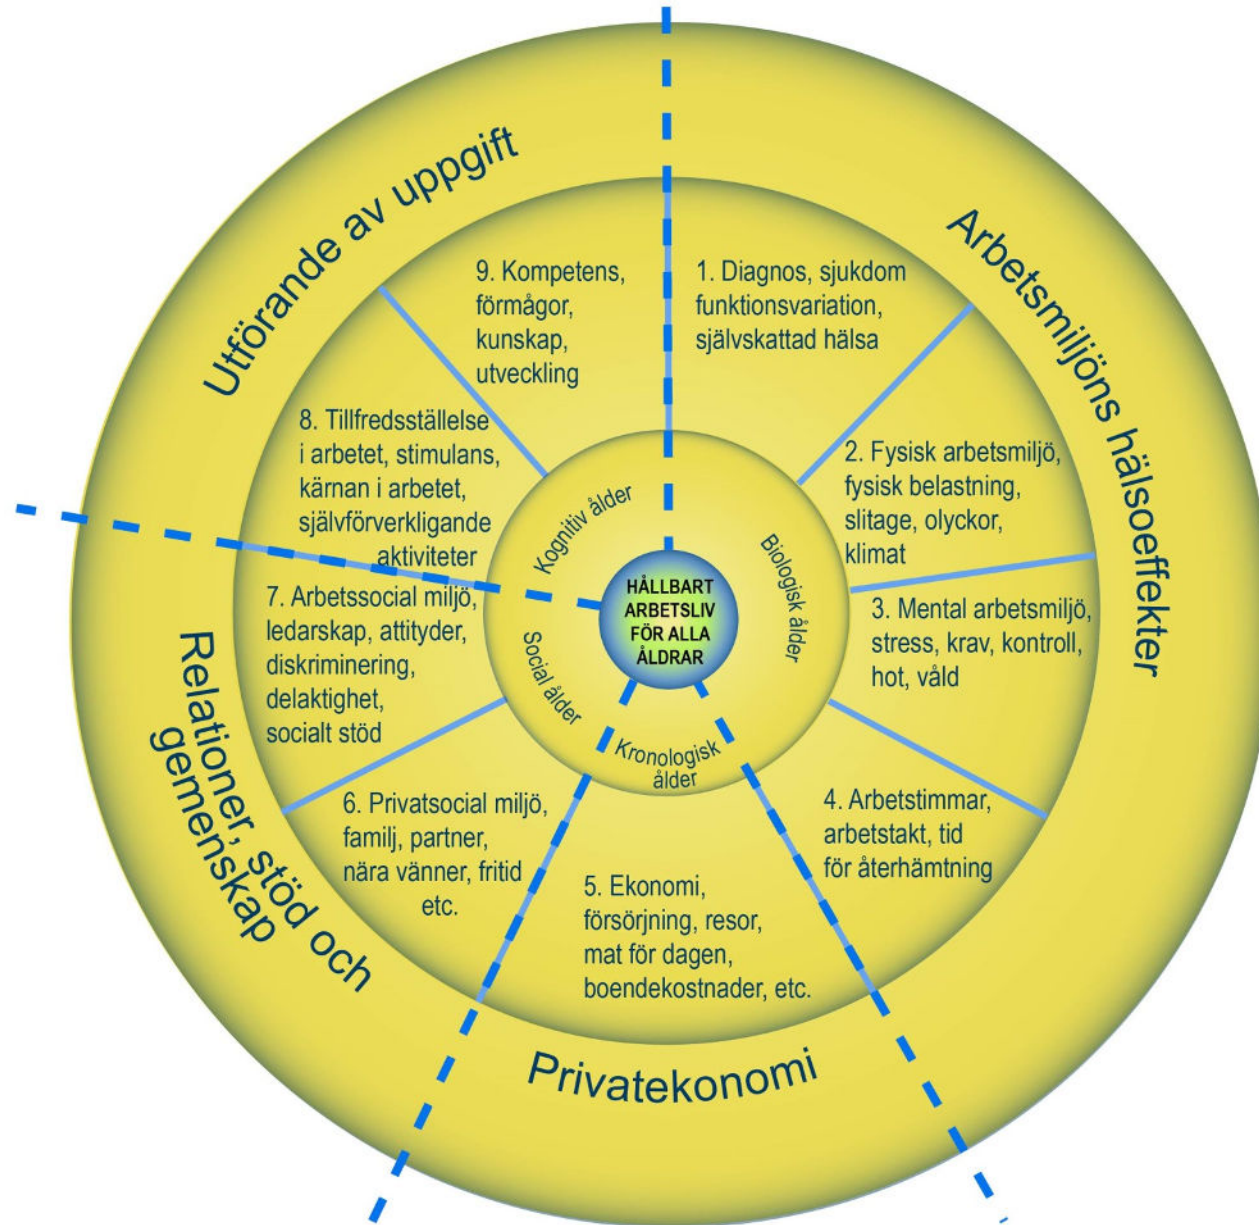 Utförande av uppgift
Arbetsmiljöns hälsoeffekter
Privatekonomi
Relationer, stöd och
gemenskap
1. Diagnos, sjukdom
funktionsvariation,
självskattad hälsa
2. Fysisk arbetsmiljö,
fysisk belastning,
slitage, olyckor,
klimat
3. Mental arbetsmiljö,
stress, krav, kontroll,
hot, våld
4. Arbetstimmar,
arbetstakt, tid
för återhämtning
5. Ekonomi,
försörjning, resor,
mat för dagen,
boendekostnader, etc.
6. Privatsocial miljö,
familj, partner,
nära vänner, fritid
etc.
7. Arbetssocial miljö,
ledarskap, attityder,
diskriminering,
delaktighet,
socialt stöd
8. Tillfredsställelse
i arbetet, stimulans,
kärnan i arbetet,
självförverkligande
aktiviteter
9. Kompetens,
förmågor,
kunskap,
utveckling
Kognitiv ålder
Biologisk ålder
Kronologisk
ålder
Social ålder
HÅLLBART
ARBETSLIV
FÖR ALLA
ÅLDRAR